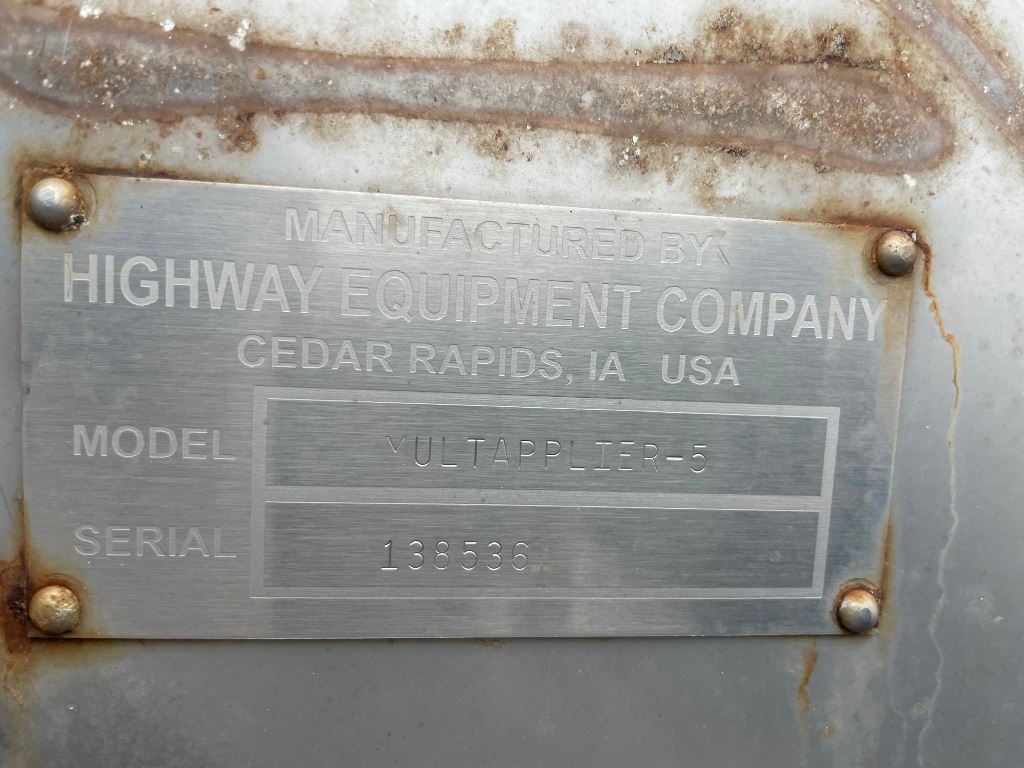 MANUFACTURED BY
HIGHWAY EQUIPMENT COMPANY
CEDAR RAPIDS, IA USA
MODEL MULTAPPLIER-5
SERIAL 138536